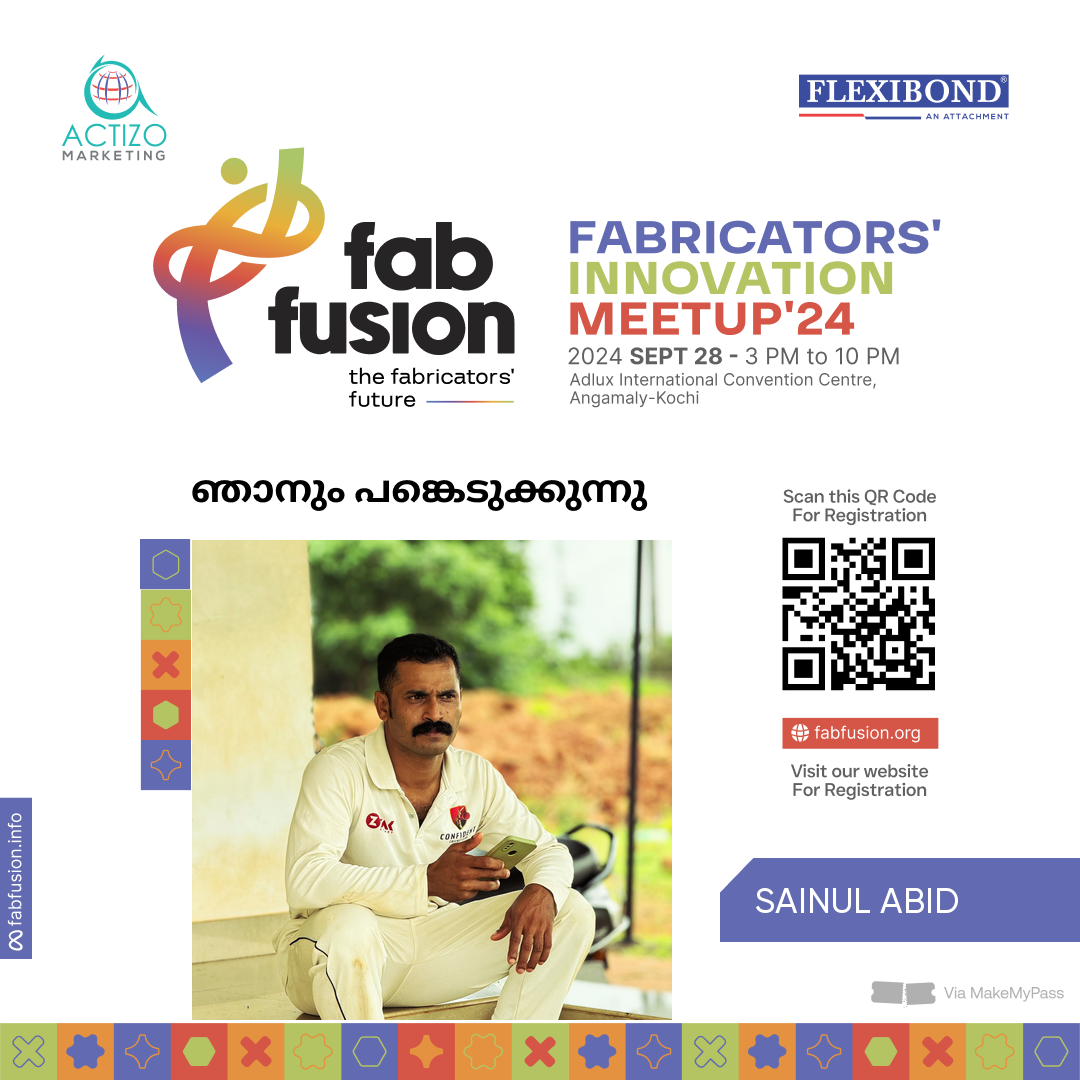 ACTIZO
MARKETING
FLEXIBOND®
AN ATTACHMENT
fab
fusion
the fabricators'
future
FABRICATORS'
INNOVATION
MEETUP'24
2024 SEPT 28 - 3 PM to 10 PM
Adlux International Convention Centre,
Angamaly-Kochi
ഞാനും പങ്കെടുക്കുന്നു
Scan this QR Code
For Registration
fabfusion.org
Visit our website
For Registration
CONFIDENT
fabfusion.info
SAINUL ABID
Via MakeMyPass